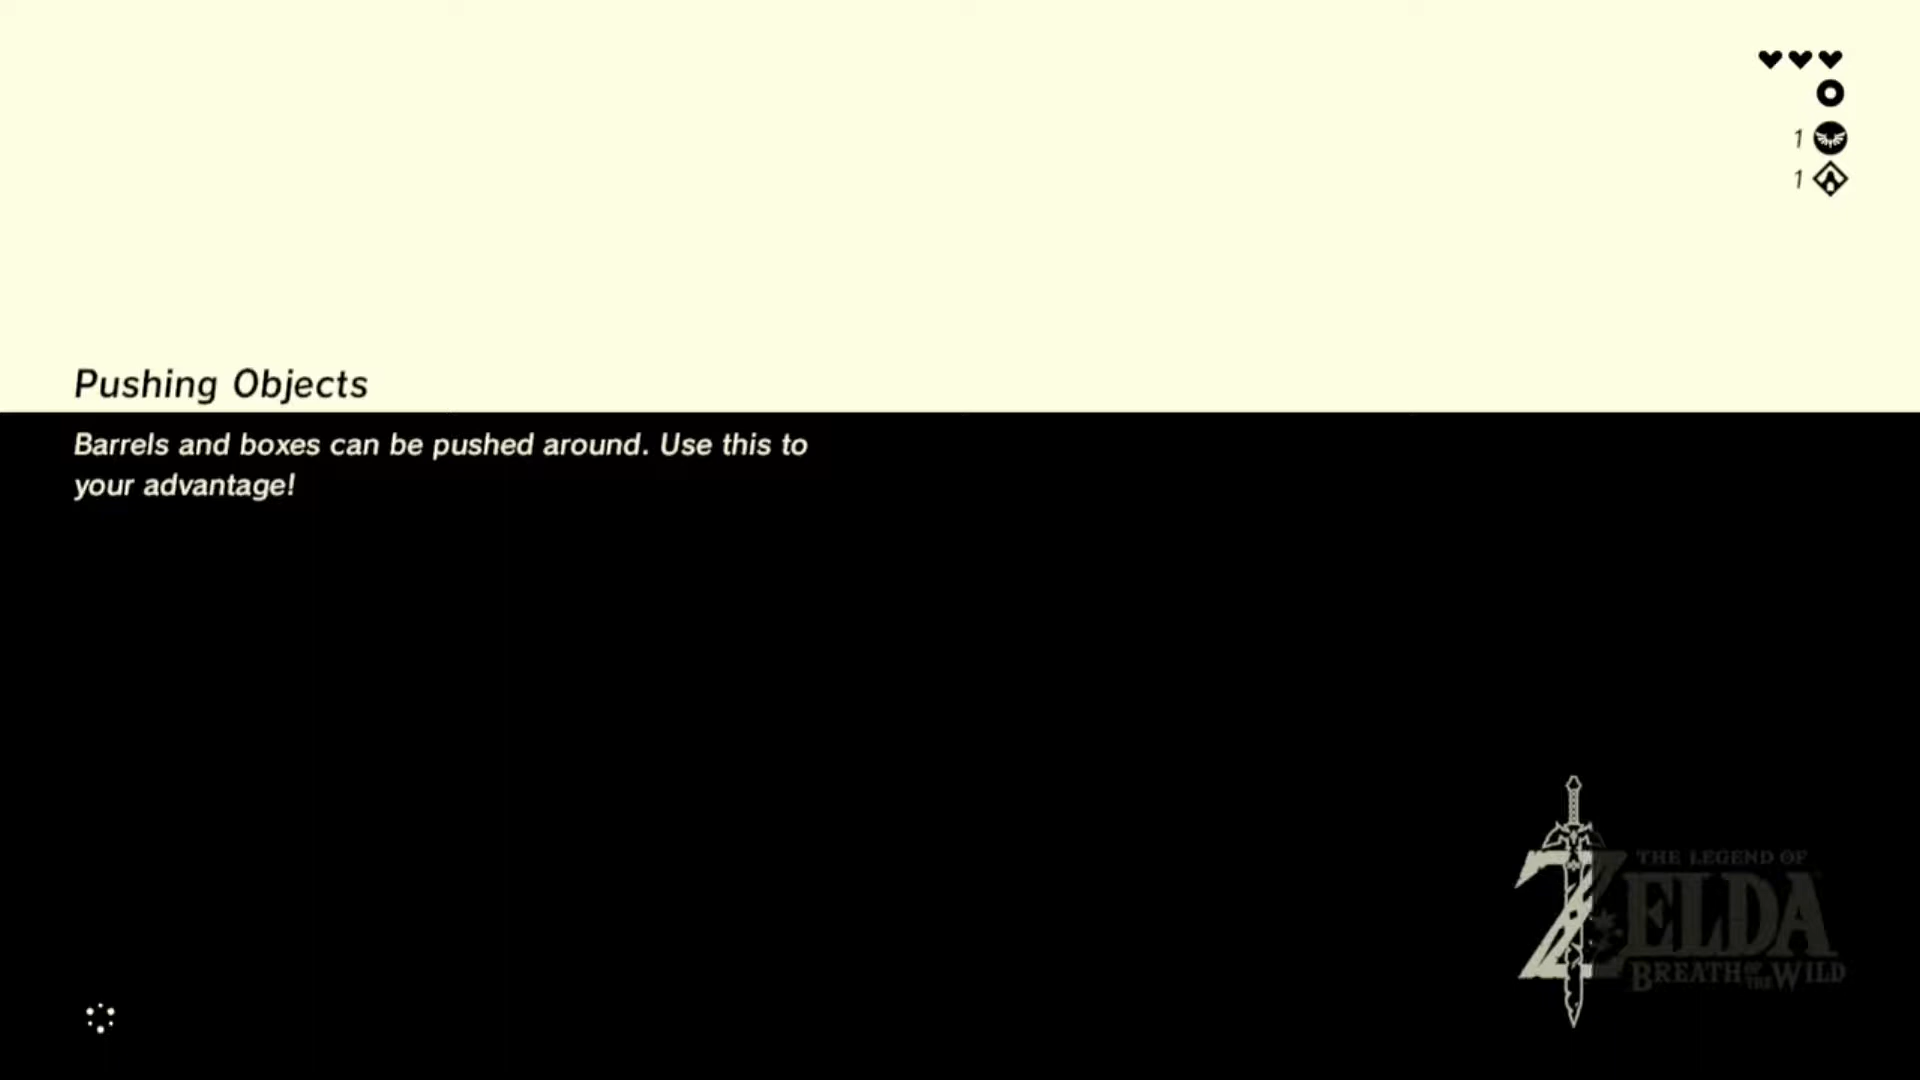 1
1
Pushing Objects
Barrels and boxes can be pushed around. Use this to
your advantage!
THE LEGEND OF
ZELDA
BREATH OF THE WILD